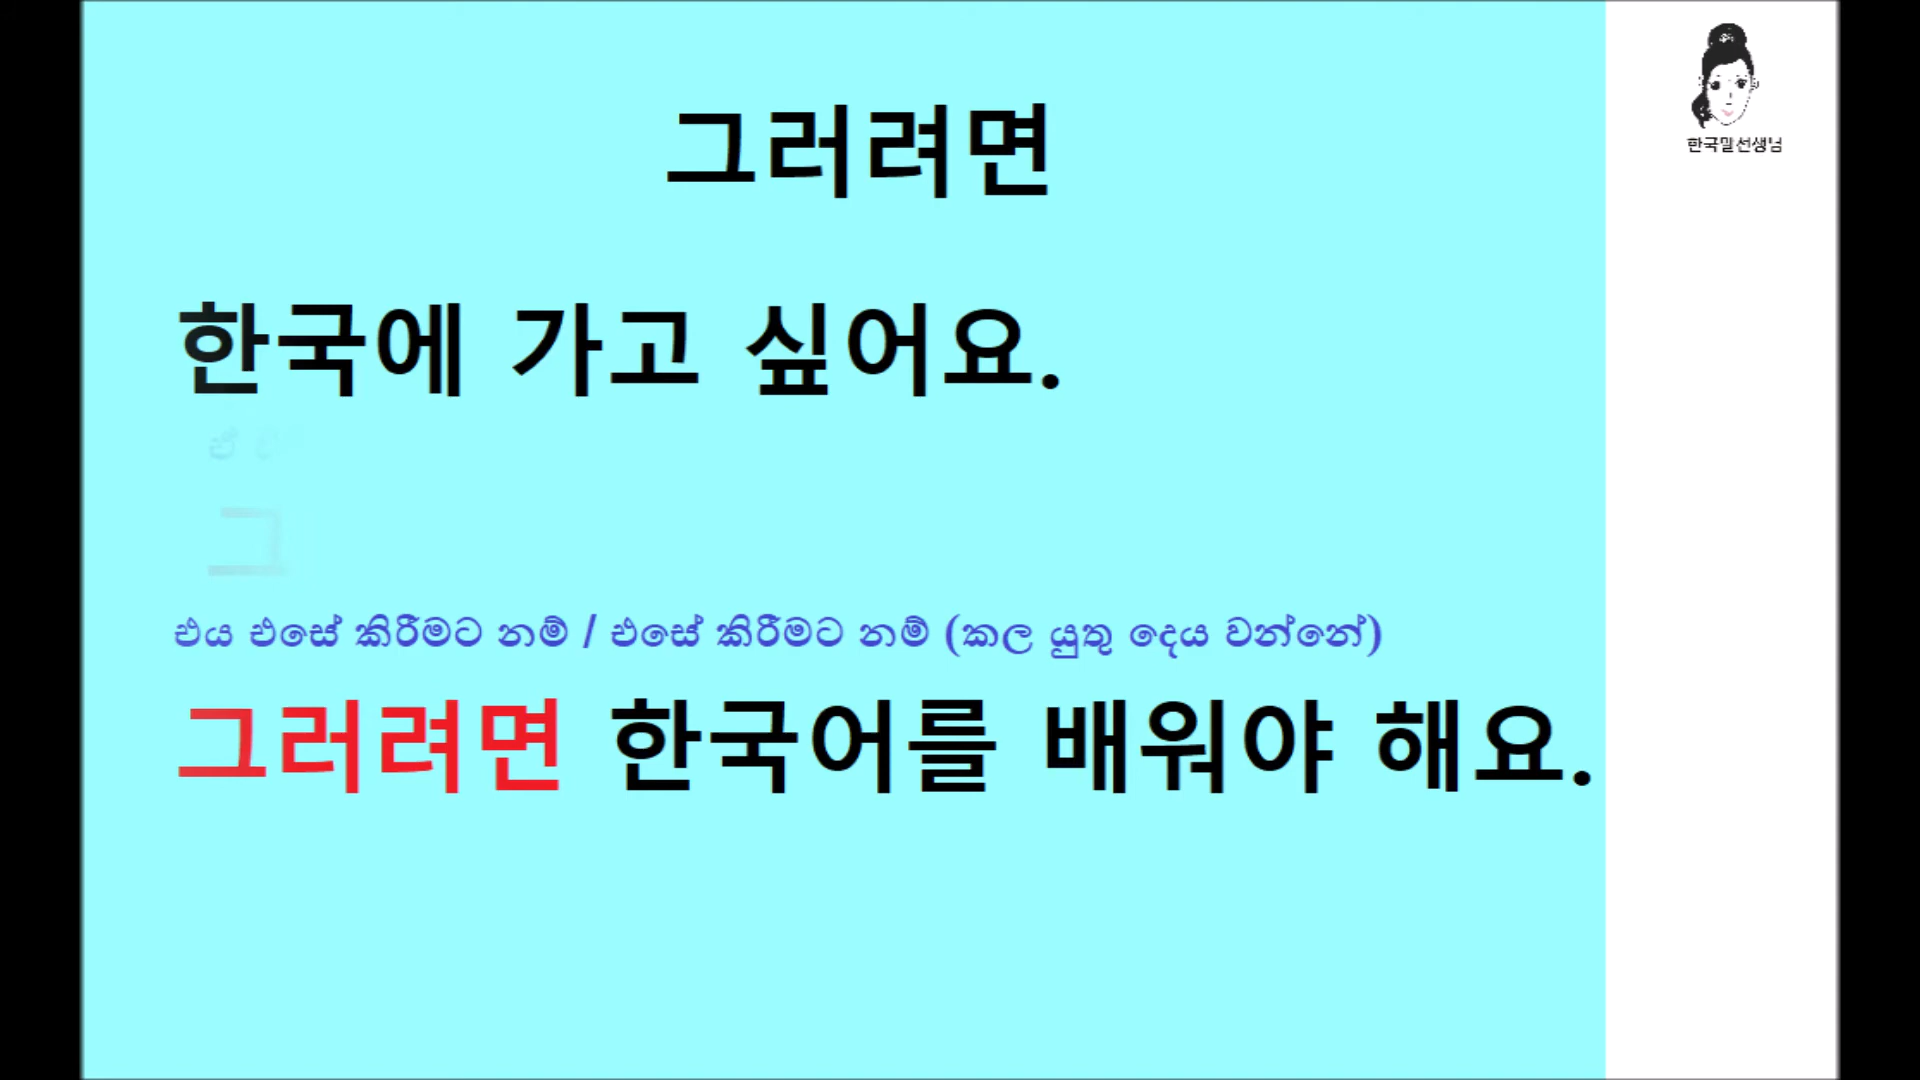 그러려면
한국말선생님
한국에 가고 싶어요.
그
එය එසේ කිරීමට නම් / එසේ කිරීමට නම් (කල යුතු දෙය වන්නේ)
그러려면 한국어를 배워야 해요.